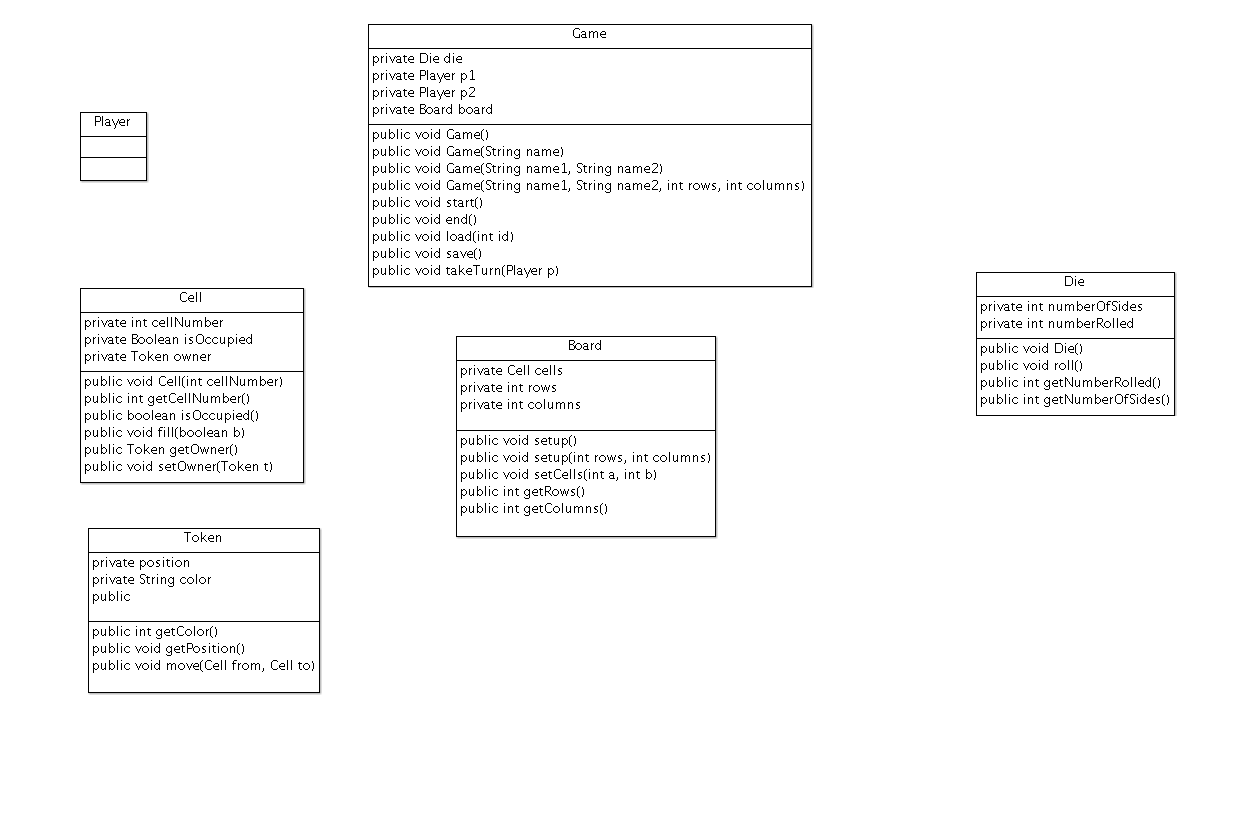 Game
private Die die
private Player p1
private Player p2
private Board board
public void Game()
public void Game(String name)
public void Game(String name1, String name2)
public void Game(String name1, String name2, int rows, int columns)
public void start()
public void end()
public void load(int id)
public void save()
public void takeTurn(Player p)
Player
Cell
private int cellNumber
private Boolean isOccupied
private Token owner
public void Cell(int cellNumber)
public int getCellNumber()
public boolean isOccupied()
public void fill(boolean b)
public Token getOwner()
public void setOwner(Token t)
Board
private Cell cells
private int rows
private int columns
public void setup()
public void setup(int rows, int columns)
public void setCells(int a, int b)
public int getRows()
public int getColumns()
Die
private int numberOfSides
private int numberRolled
public void Die()
public void roll()
public int getNumberRolled()
public int getNumberOfSides()
Token
private position
private String color
public
public int getColor()
public void getPosition()
public void move(Cell from, Cell to)